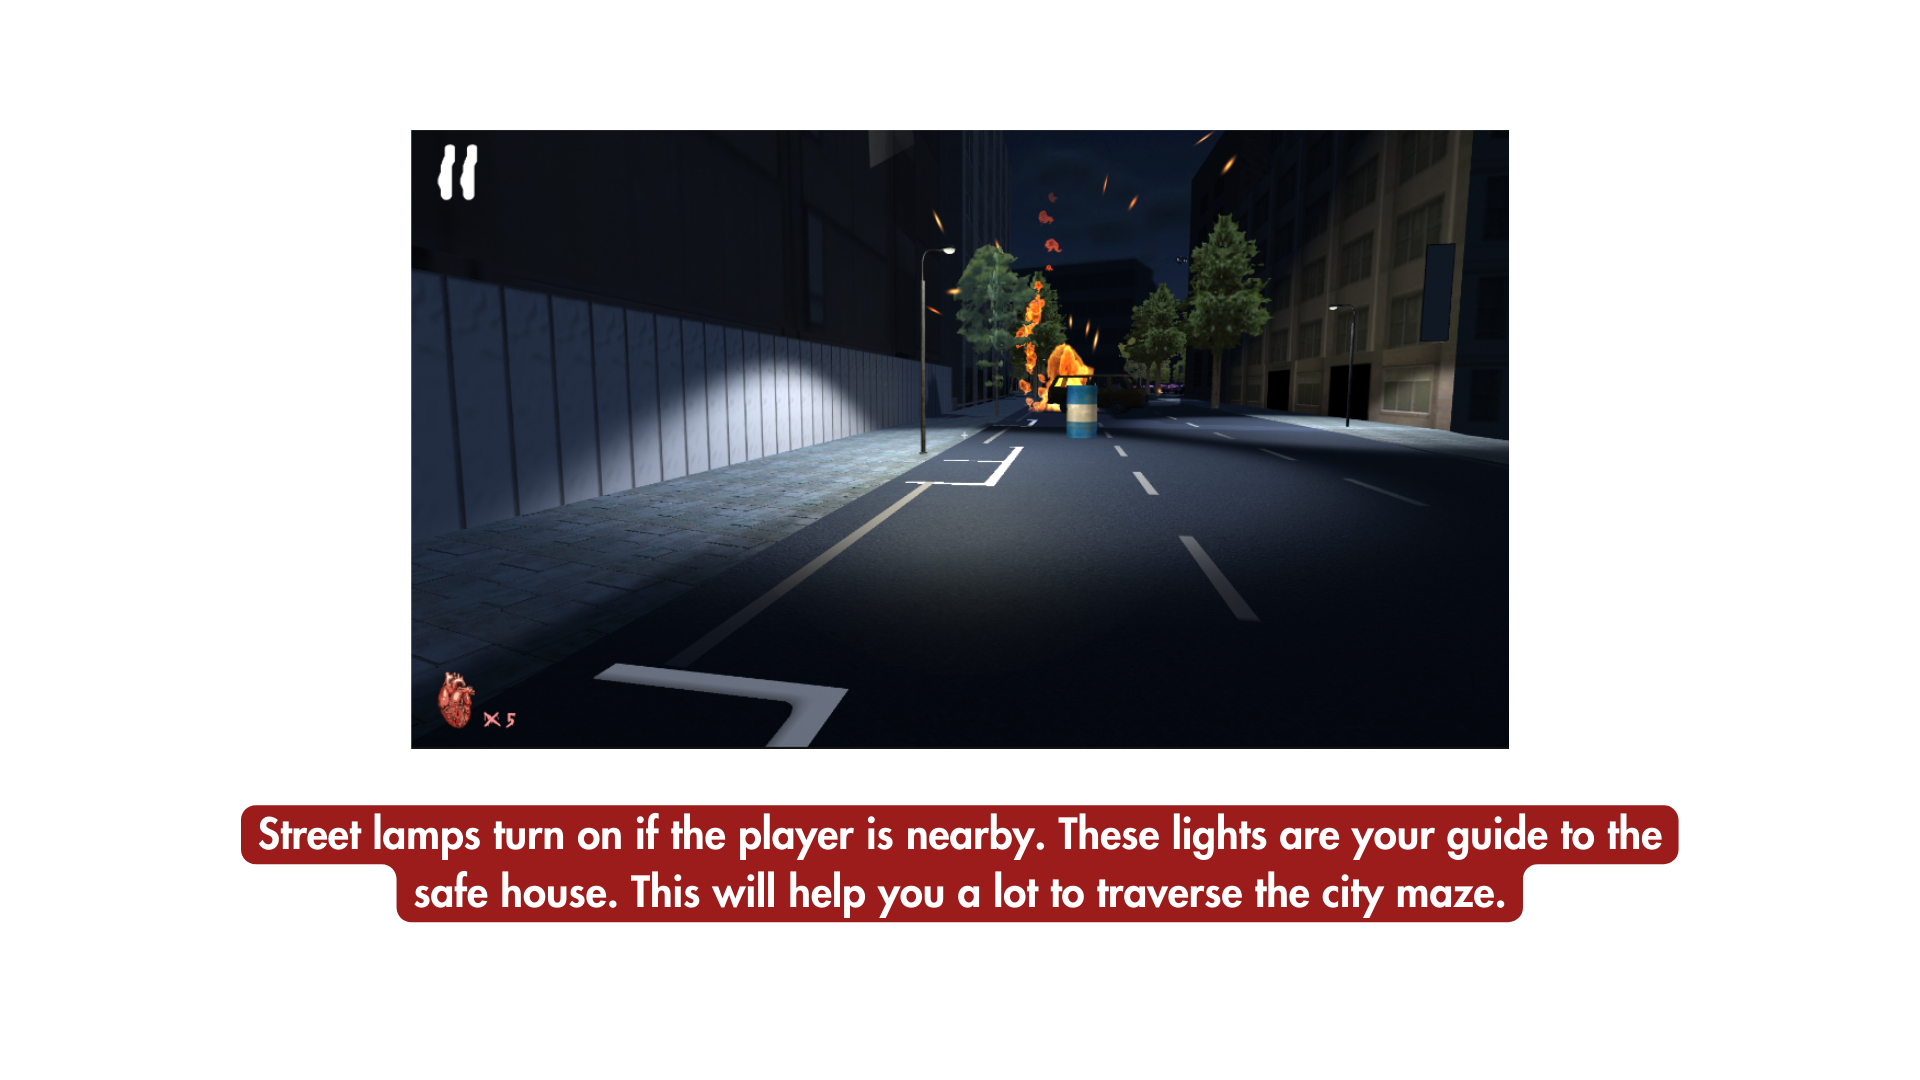 X 5
Street lamps turn on if the player is nearby. These lights are your guide to the
safe house. This will help you a lot to traverse the city maze.